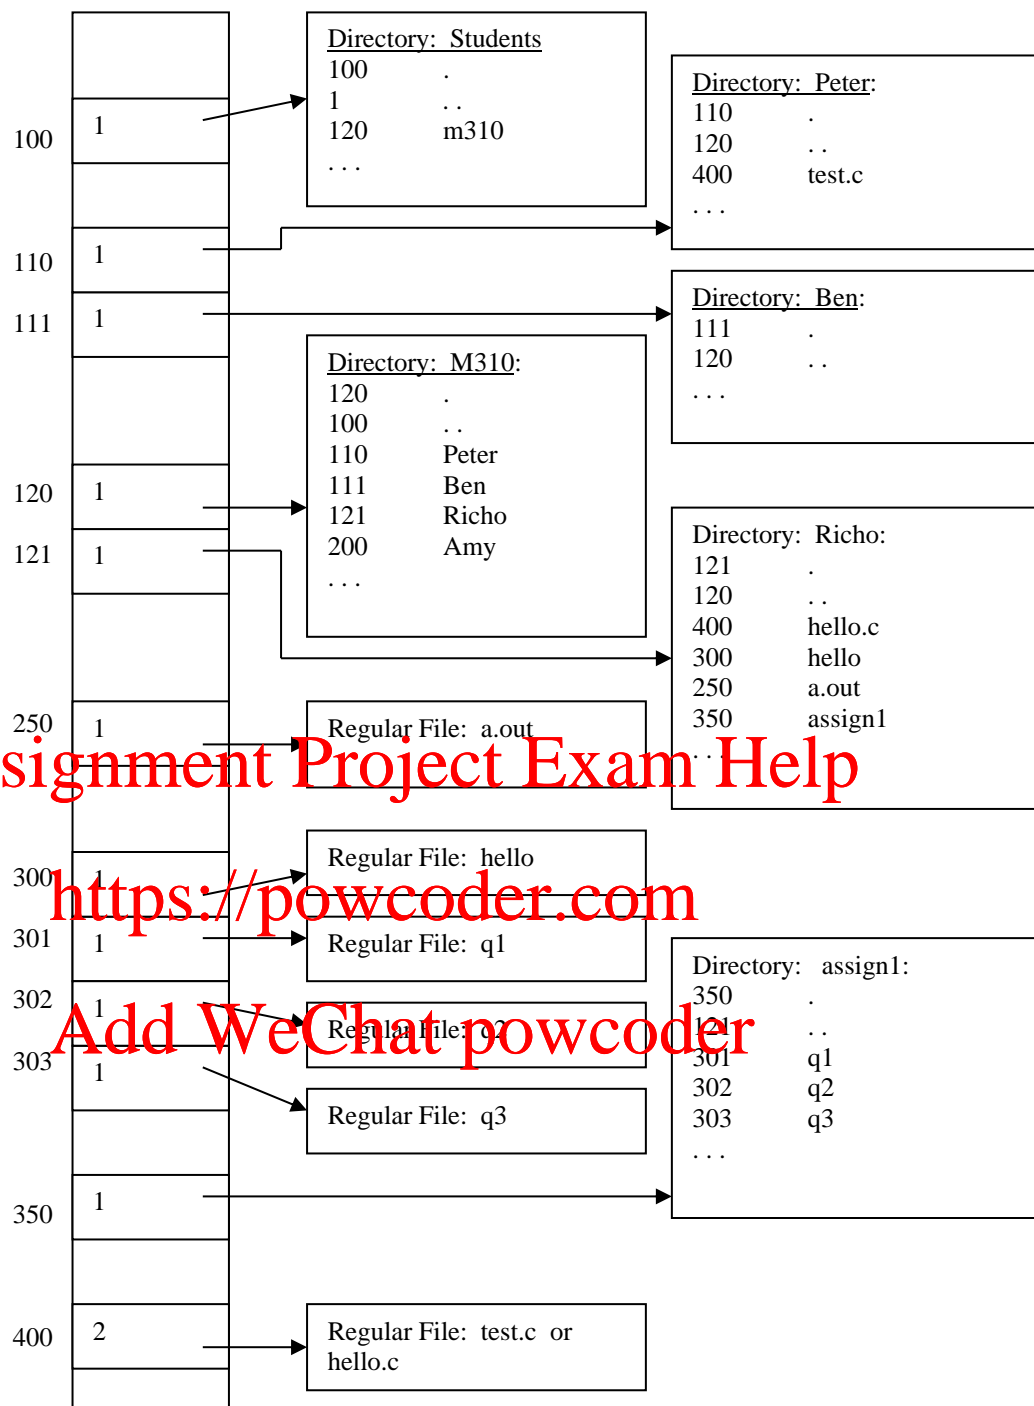 Directory: Students
100 .
1 . .
120 m310
. . .
Directory: Peter:
110 .
120 . .
400 test.c
. . .
100 1
110 1
111 1
Directory: Ben:
111 .
120 . .
. . .
Directory: M310:
120 .
100 . .
110 Peter
111 Ben
121 Richo
200 Amy
. . .
120 1
121 1
Directory: Richo:
121 .
120 . .
400 hello.c
300 hello
250 a.out
350 assign1
. . .
250 1
Regular File: a.out
signment Project Exam Help
300 1
Regular File: hello
https://powcoder.com
301 1
Regular File: q1
302 1
Regular File: q2
Add WeChat powcoder
303 1
Regular File: q3
Directory: assign1:
350 .
121 . .
301 q1
302 q2
303 q3
. . .
350 1
400 2
Regular File: test.c or
hello.c